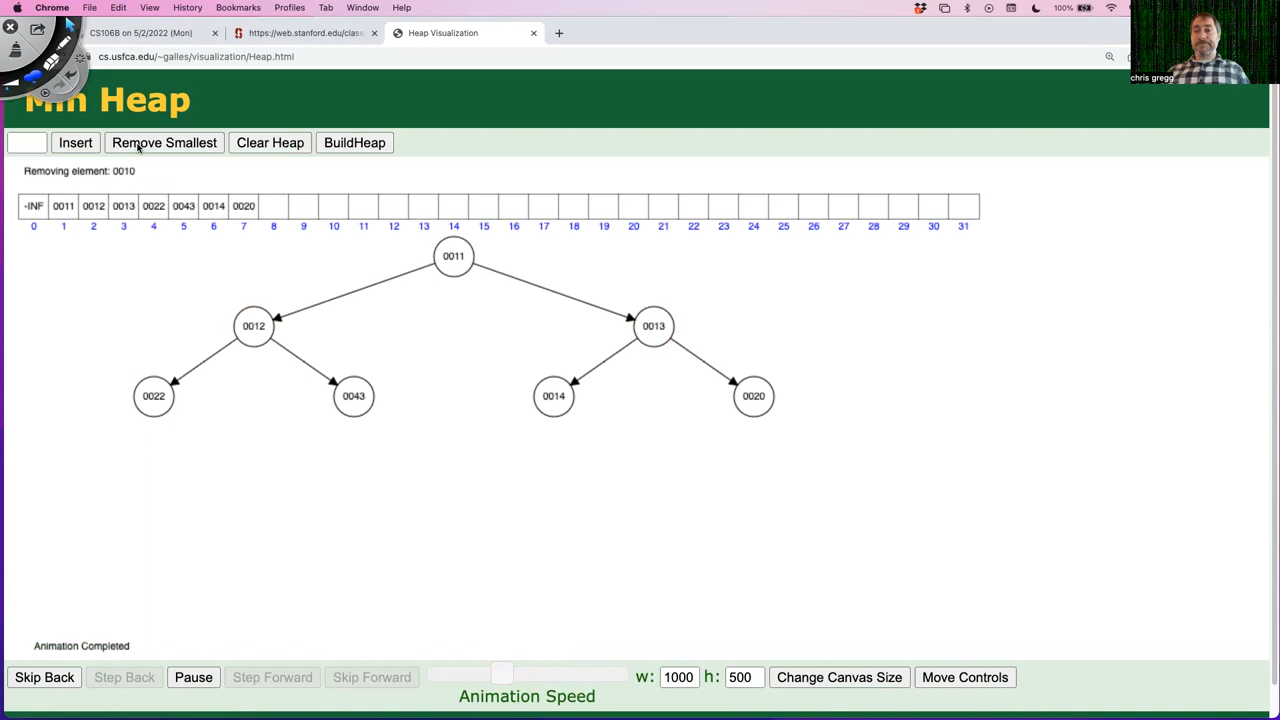 Chrome File Edit View History Bookmarks Profiles Tab Window Help 100%
CS106B on 5/2/2022 (Mon) https://web.stanford.edu/class Heap Visualization
cs.usfca.edu/~galles/visualization/Heap.html
chris gregg
Min Heap
Insert Remove Smallest Clear Heap BuildHeap
Removing element: 0010
-INF 0011 0012 0013 0022 0043 0014 0020
0 1 2 3 4 5 6 7 8 9 10 11 12 13 14 15 16 17 18 19 20 21 22 23 24 25 26 27 28 29 30 31
0011
0012 0013
0022 0043 0014 0020
Animation Completed
Skip Back Step Back Pause Step Forward Skip Forward w: 1000 h: 500 Change Canvas Size Move Controls
Animation Speed